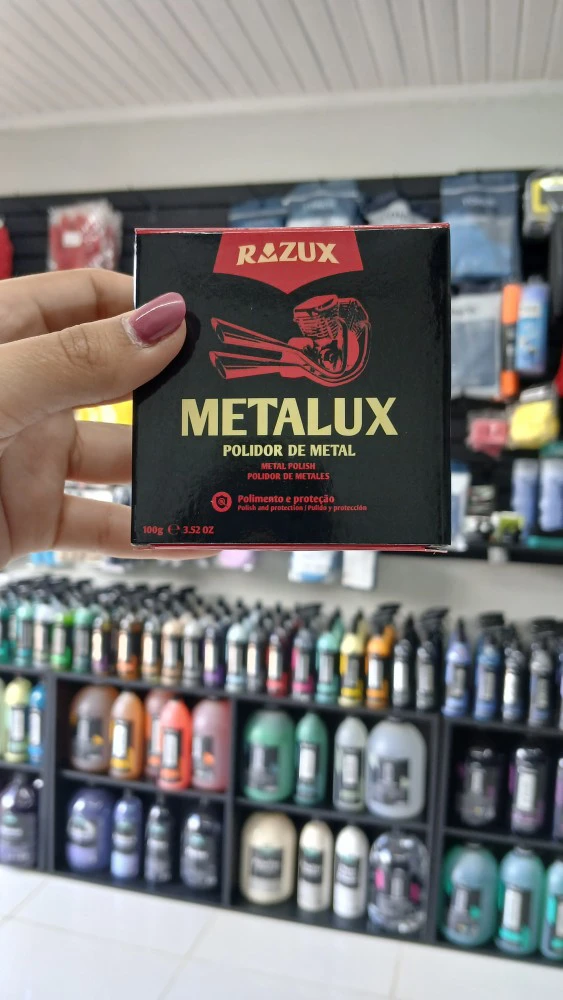 RAZUX
METALUX
POLIDOR DE METAL
METAL POLISH
POLIDOR DE METALES
Polimento e proteção
Polish and protection / Pulido y protección
100g ℮ 3.52 OZ